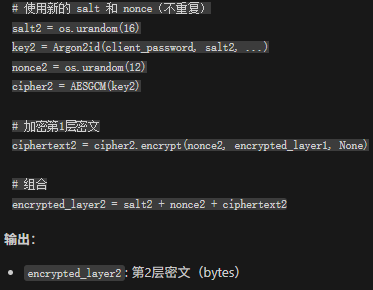 # 使用新的 salt 和 nonce（不重复）
salt2 = os.urandom(16)
key2 = Argon2id(client_password, salt2, ...)
nonce2 = os.urandom(12)
cipher2 = AESGCM(key2)
# 加密第1层密文
ciphertext2 = cipher2.encrypt(nonce2, encrypted_layer1, None)
# 组合
encrypted_layer2 = salt2 + nonce2 + ciphertext2
输出：
• encrypted_layer2: 第2层密文（bytes）